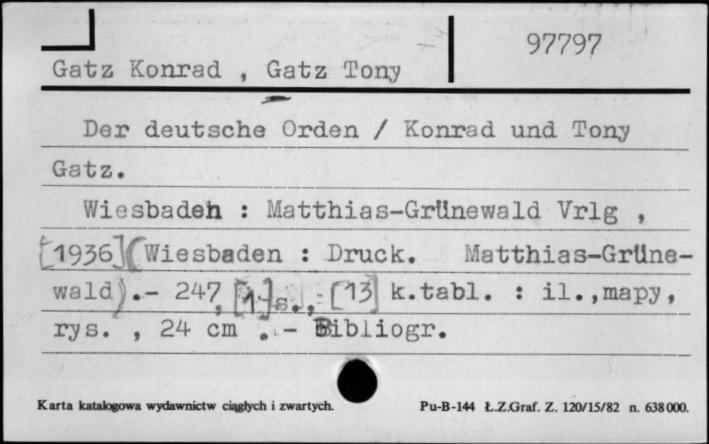 97797
Gatz Konrad , Gatz Tony
Der deutsche Orden / Konrad und Tony
Gatz.
Wiesbaden : Matthias-Grünewald Vrlg ,
[1936] (Wiesbaden : Druck. Matthias-Grüne-
wald).- 247, [1] s., [13] k.tabl. : il.,mapy,
rys. , 24 cm . - Bibliogr.
Karta katalogowa wydawnictw ciągłych i zwartych. Pu-B-144 Ł.Z.Graf. Z. 120/15/82 n. 638000.